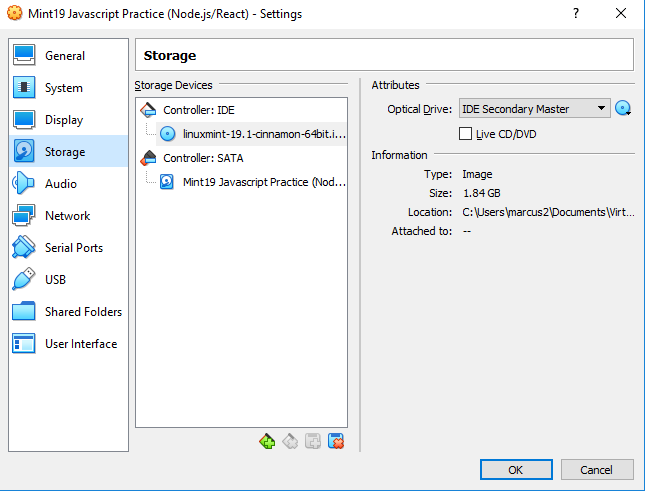 Mint19 Javascript Practice (Node.js/React) - Settings
?
General
System
Display
Storage
Audio
Network
Serial Ports
USB
Shared Folders
User Interface
Storage
Storage Devices
Controller: IDE
linuxmint-19.1-cinnamon-64bit.i...
Controller: SATA
Mint19 Javascript Practice (Nod...
Attributes
Optical Drive: IDE Secondary Master
Live CD/DVD
Information
Type: Image
Size: 1.84 GB
Location: C:\Users\marcus2\Documents\Virt...
Attached to: --
OK Cancel